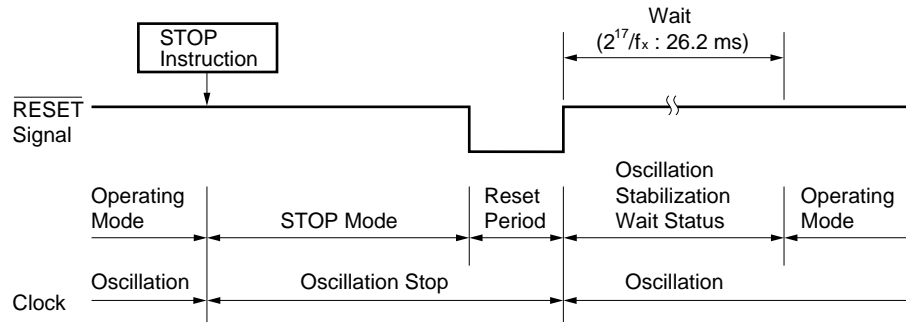 Wait
(2¹⁷/fx : 26.2 ms)
STOP
Instruction
RESET
Signal
Operating
Mode
STOP Mode
Reset
Period
Oscillation
Stabilization
Wait Status
Operating
Mode
Clock
Oscillation
Oscillation Stop
Oscillation